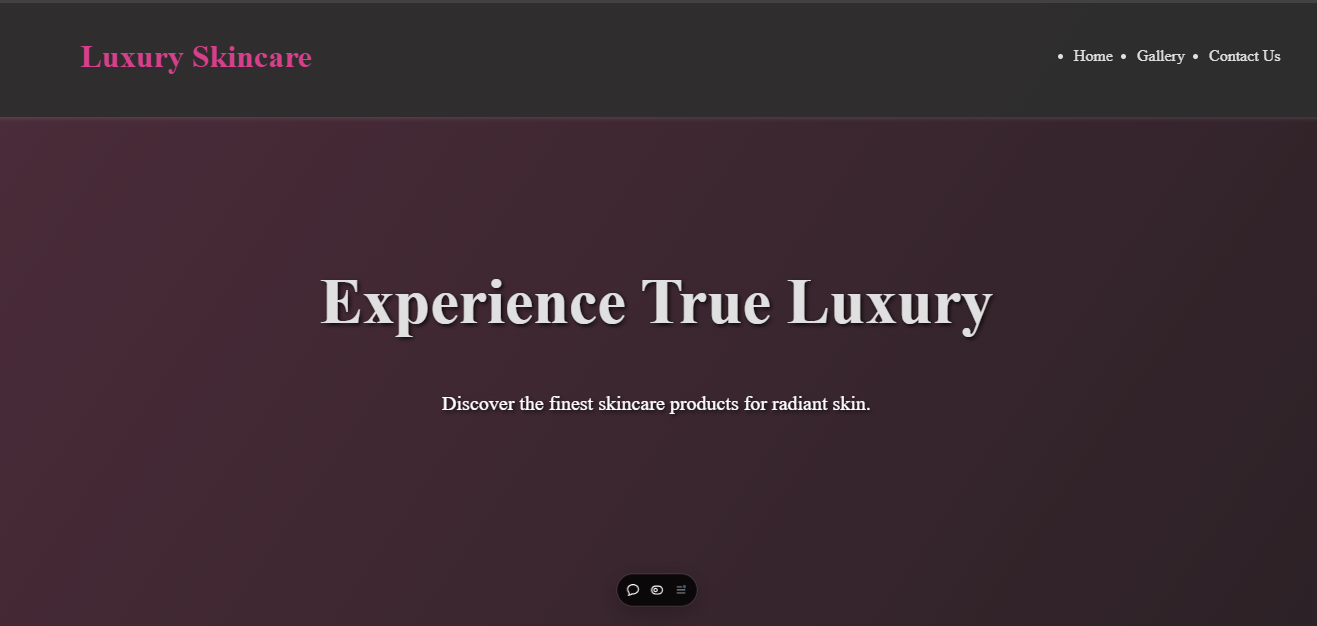 Luxury Skincare
• Home • Gallery • Contact Us
Experience True Luxury
Discover the finest skincare products for radiant skin.